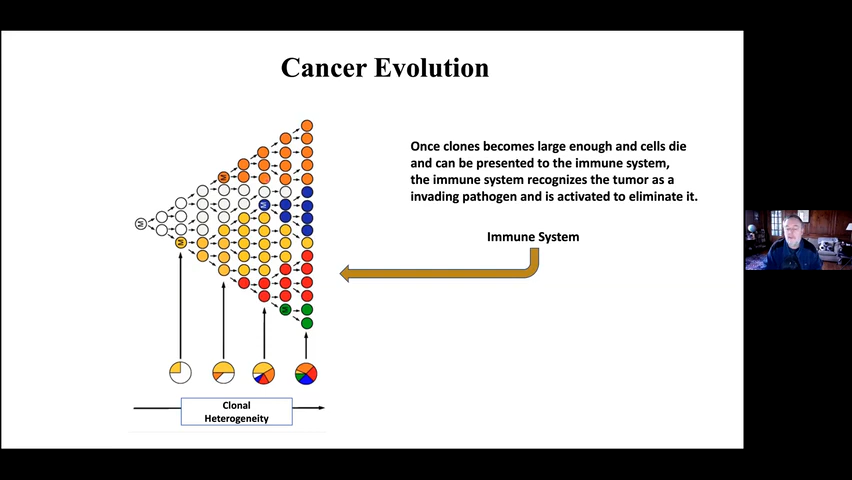 Cancer Evolution
Once clones becomes large enough and cells die
and can be presented to the immune system,
the immune system recognizes the tumor as a
invading pathogen and is activated to eliminate it.
Immune System
M
M
M
M
M
Clonal
Heterogeneity